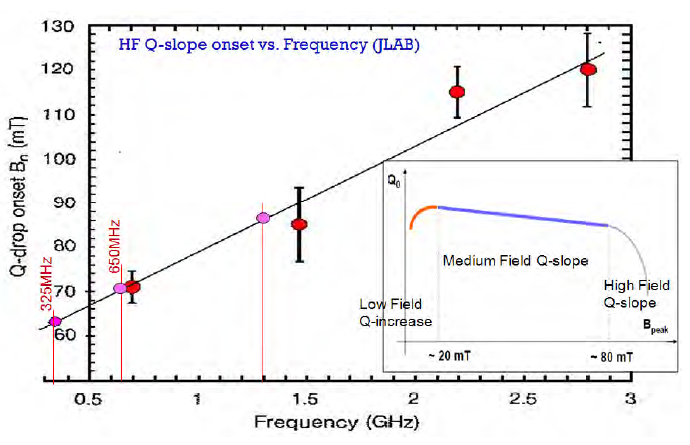 HF Q-slope onset vs. Frequency (JLAB)
130
120
110
100
90
80
70
60
Q-drop onset Bn (mT)
325MHz
650MHz
0.5
1
1.5
2
2.5
3
Frequency (GHz)
Q0
Medium Field Q-slope
High Field
Q-slope
Low Field
Q-increase
Bpeak
~ 20 mT
~ 80 mT